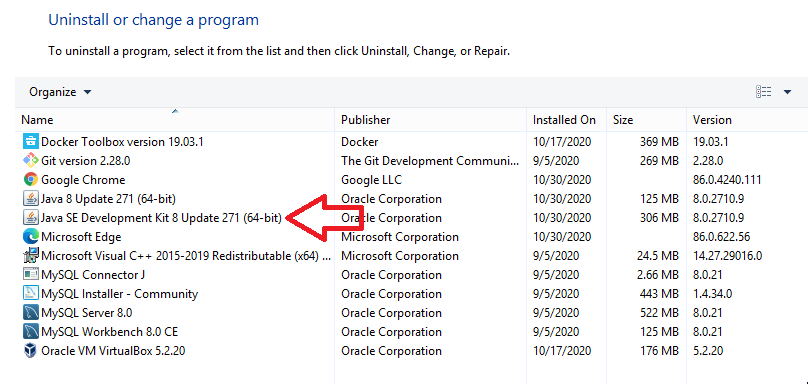 Uninstall or change a program
To uninstall a program, select it from the list and then click Uninstall, Change, or Repair.
Organize
Name Publisher Installed On Size Version
Docker Toolbox version 19.03.1 Docker 10/17/2020 369 MB 19.03.1
Git version 2.28.0 The Git Development Communi... 9/5/2020 269 MB 2.28.0
Google Chrome Google LLC 10/30/2020 86.0.4240.111
Java 8 Update 271 (64-bit) Oracle Corporation 10/30/2020 125 MB 8.0.2710.9
Java SE Development Kit 8 Update 271 (64-bit) Oracle Corporation 10/30/2020 306 MB 8.0.2710.9
Microsoft Edge Microsoft Corporation 10/30/2020 86.0.622.56
Microsoft Visual C++ 2015-2019 Redistributable (x64) ... Microsoft Corporation 9/5/2020 24.5 MB 14.27.29016.0
MySQL Connector J Oracle Corporation 9/5/2020 2.66 MB 8.0.21
MySQL Installer - Community Oracle Corporation 9/5/2020 443 MB 1.4.34.0
MySQL Server 8.0 Oracle Corporation 9/5/2020 522 MB 8.0.21
MySQL Workbench 8.0 CE Oracle Corporation 9/5/2020 125 MB 8.0.21
Oracle VM VirtualBox 5.2.20 Oracle Corporation 10/17/2020 176 MB 5.2.20